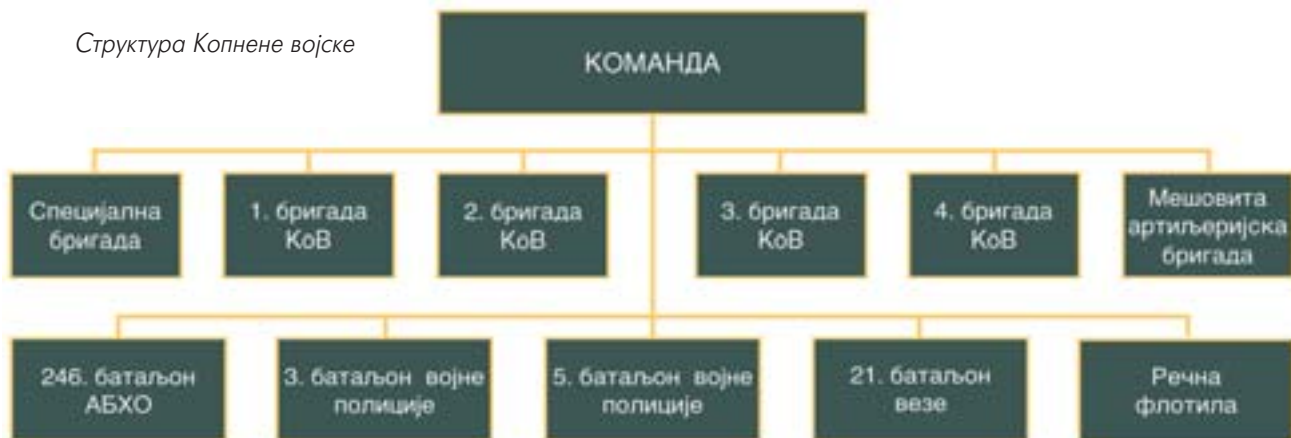 Структура Копнене војске
КОМАНДА
Специјална
бригада
1. бригада
КоВ
2. бригада
КоВ
3. бригада
КоВ
4. бригада
КоВ
Мешовита
артиљеријска
бригада
246. батаљон
АБХО
3. батаљон војне
полиције
5. батаљон војне
полиције
21. батаљон
везе
Речна
флотила